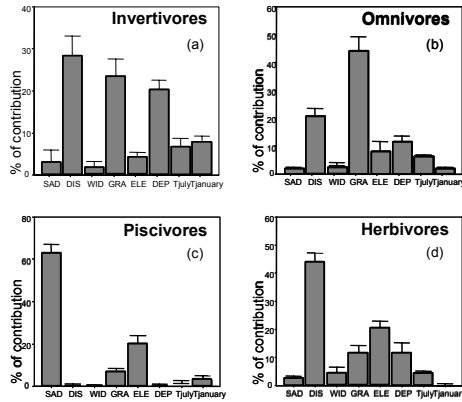 Invertivores
(a)
% of contribution
40
30
20
10
0
SAD DIS WID GRA ELE DEP Tjuly Tjanuary
Omnivores
(b)
% of contribution
60
50
40
30
20
10
0
SAD DIS WID GRA ELE DEP Tjuly Tjanuary
Piscivores
(c)
% of contribution
80
60
40
20
0
SAD DIS WID GRA ELE DEP Tjuly Tjanuary
Herbivores
(d)
% of contribution
60
50
40
30
20
10
0
SAD DIS WID GRA ELE DEP Tjuly Tjanuary